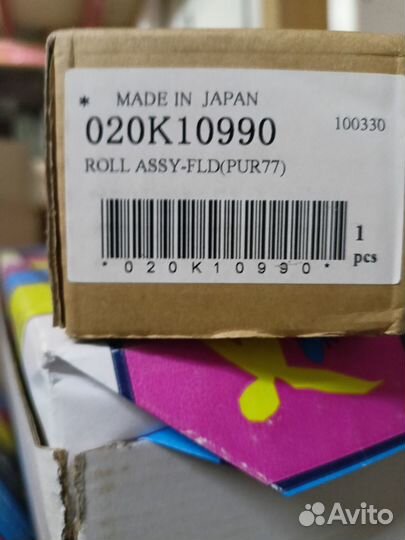 * MADE IN JAPAN
020K10990 100330
ROLL ASSY-FLD(PUR77)
1
pcs
*020K10990*
Avito